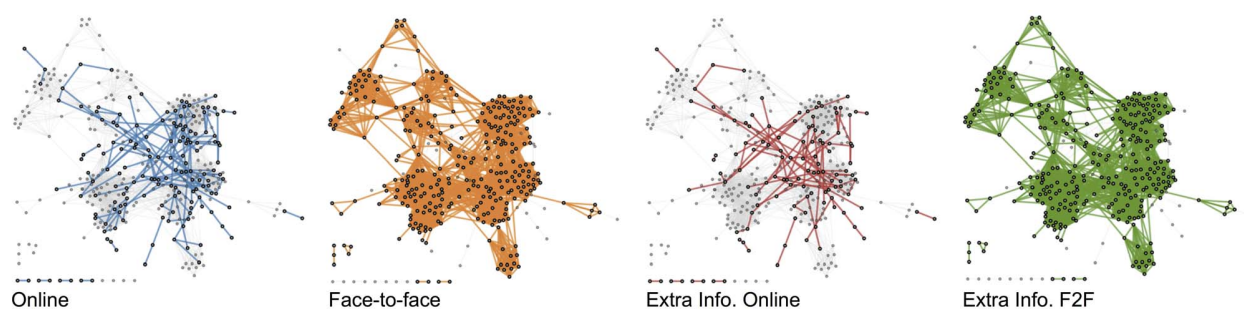 Online
Face-to-face
Extra Info. Online
Extra Info. F2F